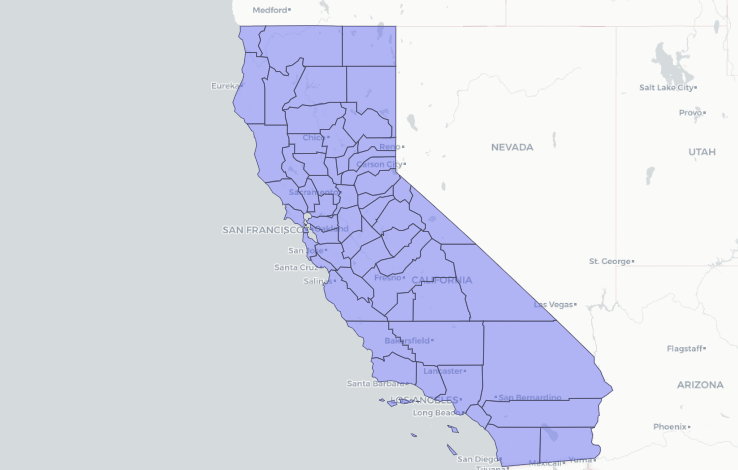 Medford
Eureka
Salt Lake City
Provo
Chico
Reno
NEVADA
UTAH
Carson City
Sacramento
SAN FRANCISCO
Oakland
San Jose
St. George
Santa Cruz
Fresno
CALIFORNIA
Salinas
Las Vegas
Bakersfield
Flagstaff
Lancaster
Santa Barbara
ARIZONA
LOS ANGELES
San Bernardino
Long Beach
Phoenix
San Diego
Mexicali
Yuma
Tijuana